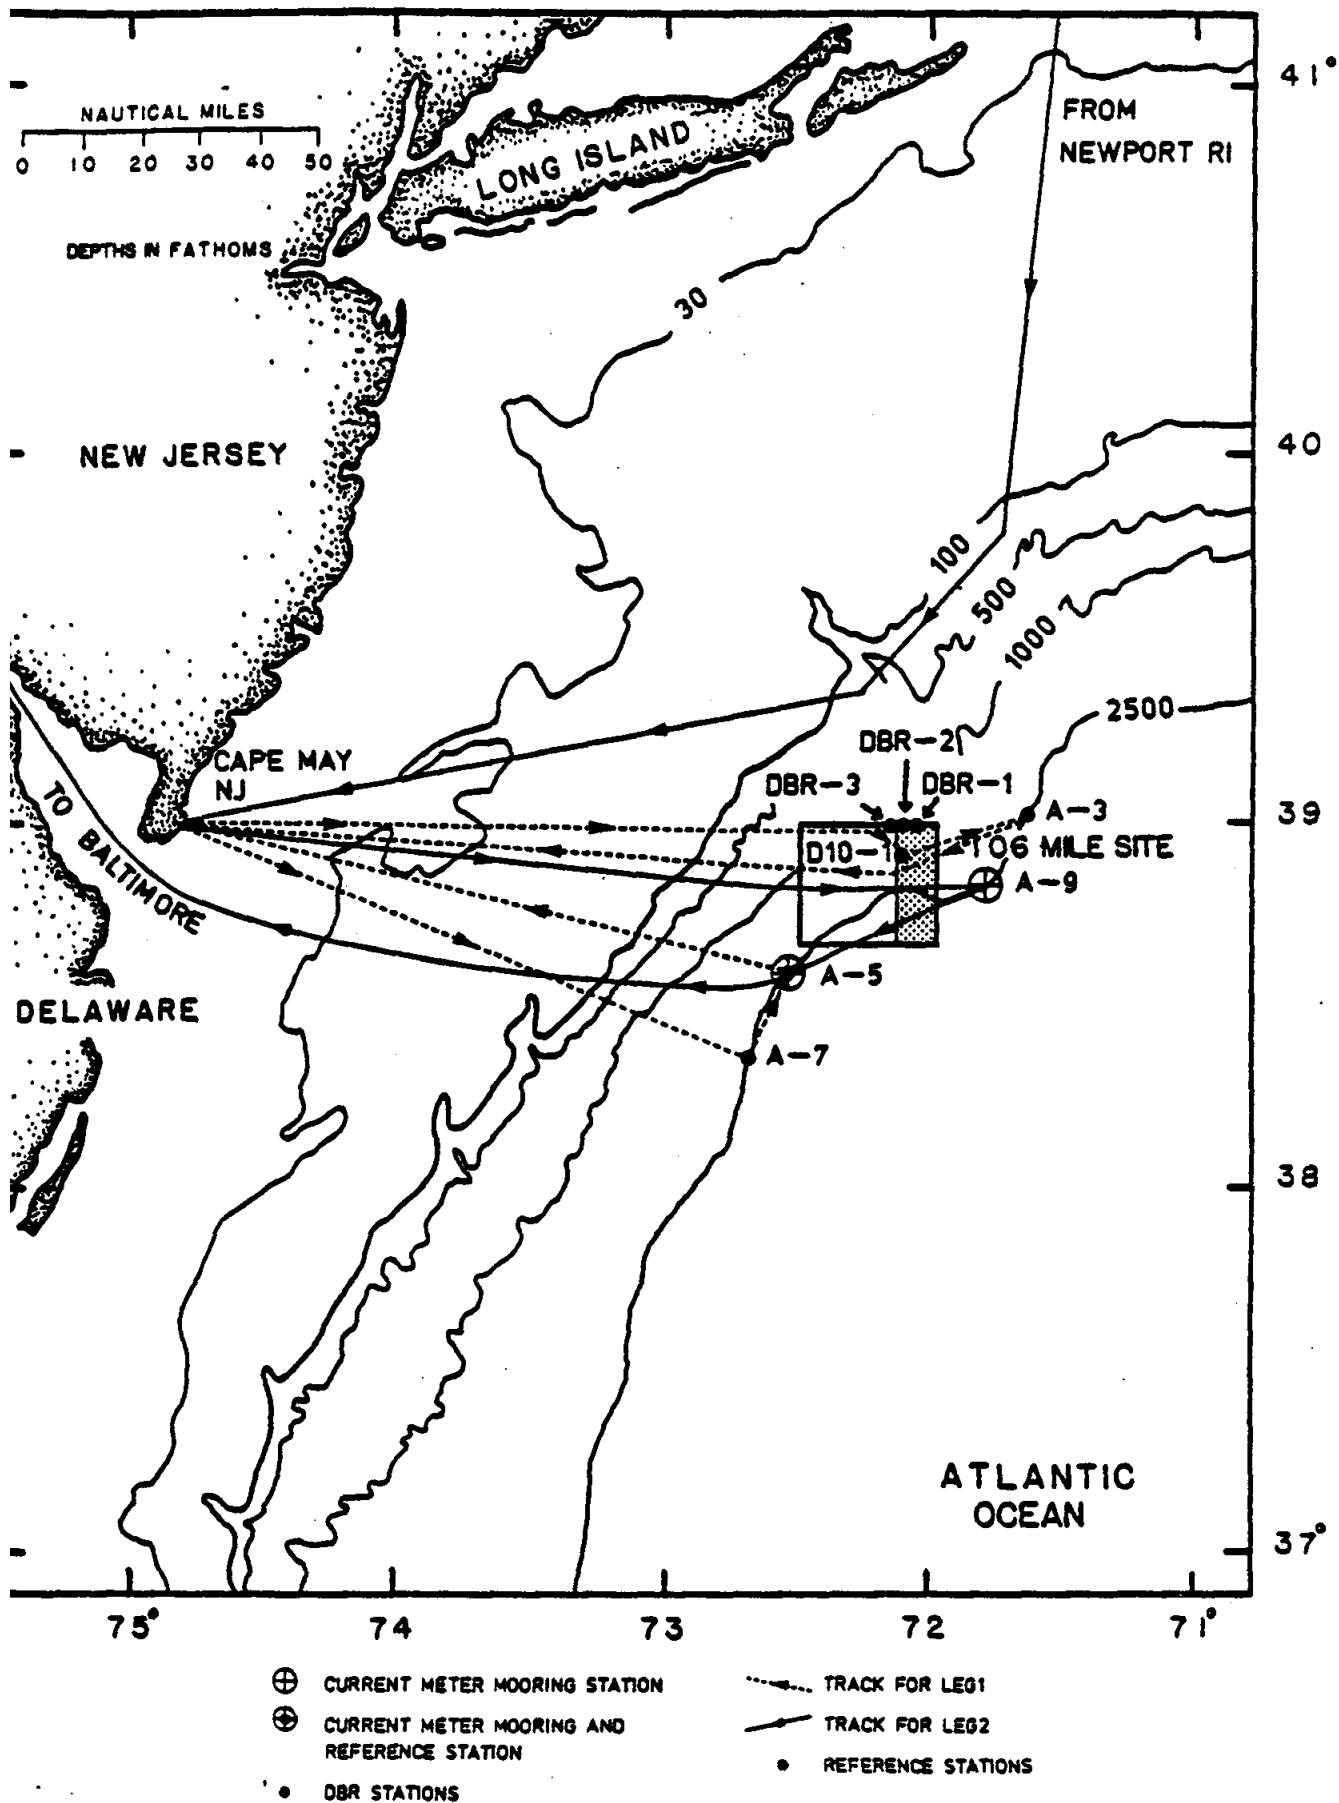 41°
NAUTICAL MILES
0 10 20 30 40 50
FROM
NEWPORT RI
LONG ISLAND
DEPTHS IN FATHOMS
30
NEW JERSEY
40
100
500
1000
2500
DBR-2
CAPE MAY
NJ
DBR-3
DBR-1
A-3
39
TO BALTIMORE
D10-1
106 MILE SITE
A-9
A-5
DELAWARE
A-7
38
ATLANTIC
OCEAN
37°
75° 74 73 72 71°
CURRENT METER MOORING STATION
CURRENT METER MOORING AND
REFERENCE STATION
DBR STATIONS
TRACK FOR LEG1
TRACK FOR LEG2
REFERENCE STATIONS